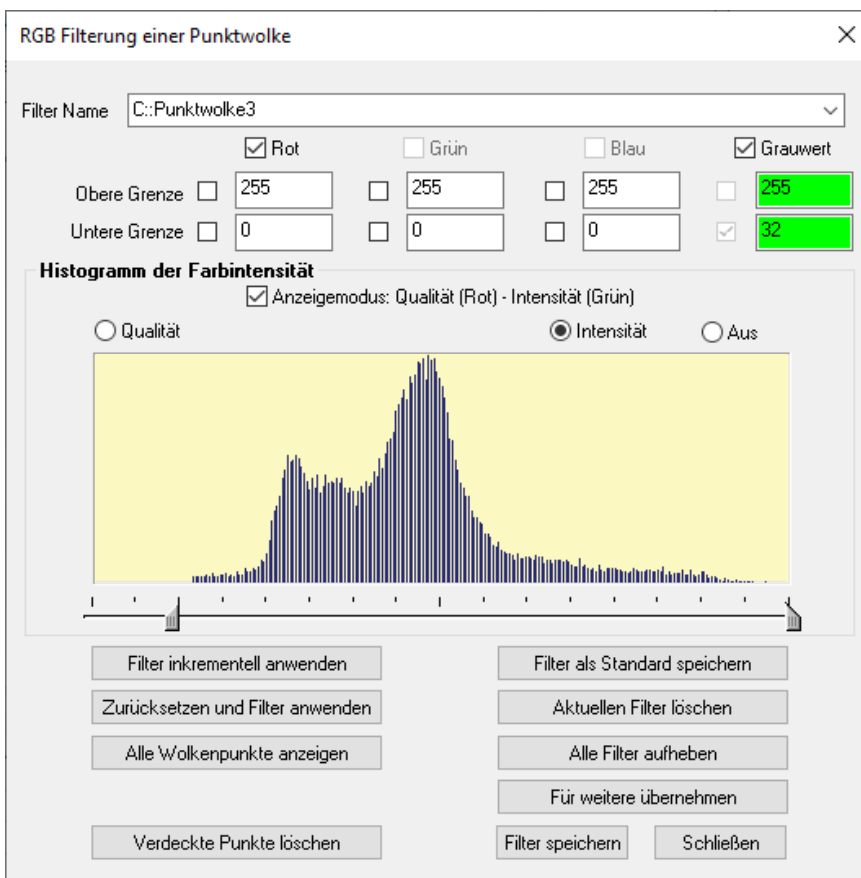 RGB Filterung einer Punktwolke
Filter Name C::Punktwolke3
Rot Grün Blau Grauwert
Obere Grenze 255 255 255 255
Untere Grenze 0 0 0 32
Histogramm der Farbintensität
Anzeigemodus: Qualität (Rot) - Intensität (Grün)
Qualität Intensität Aus
Filter inkrementell anwenden Filter als Standard speichern
Zurücksetzen und Filter anwenden Aktuellen Filter löschen
Alle Wolkenpunkte anzeigen Alle Filter aufheben
Für weitere übernehmen
Verdeckte Punkte löschen Filter speichern Schließen